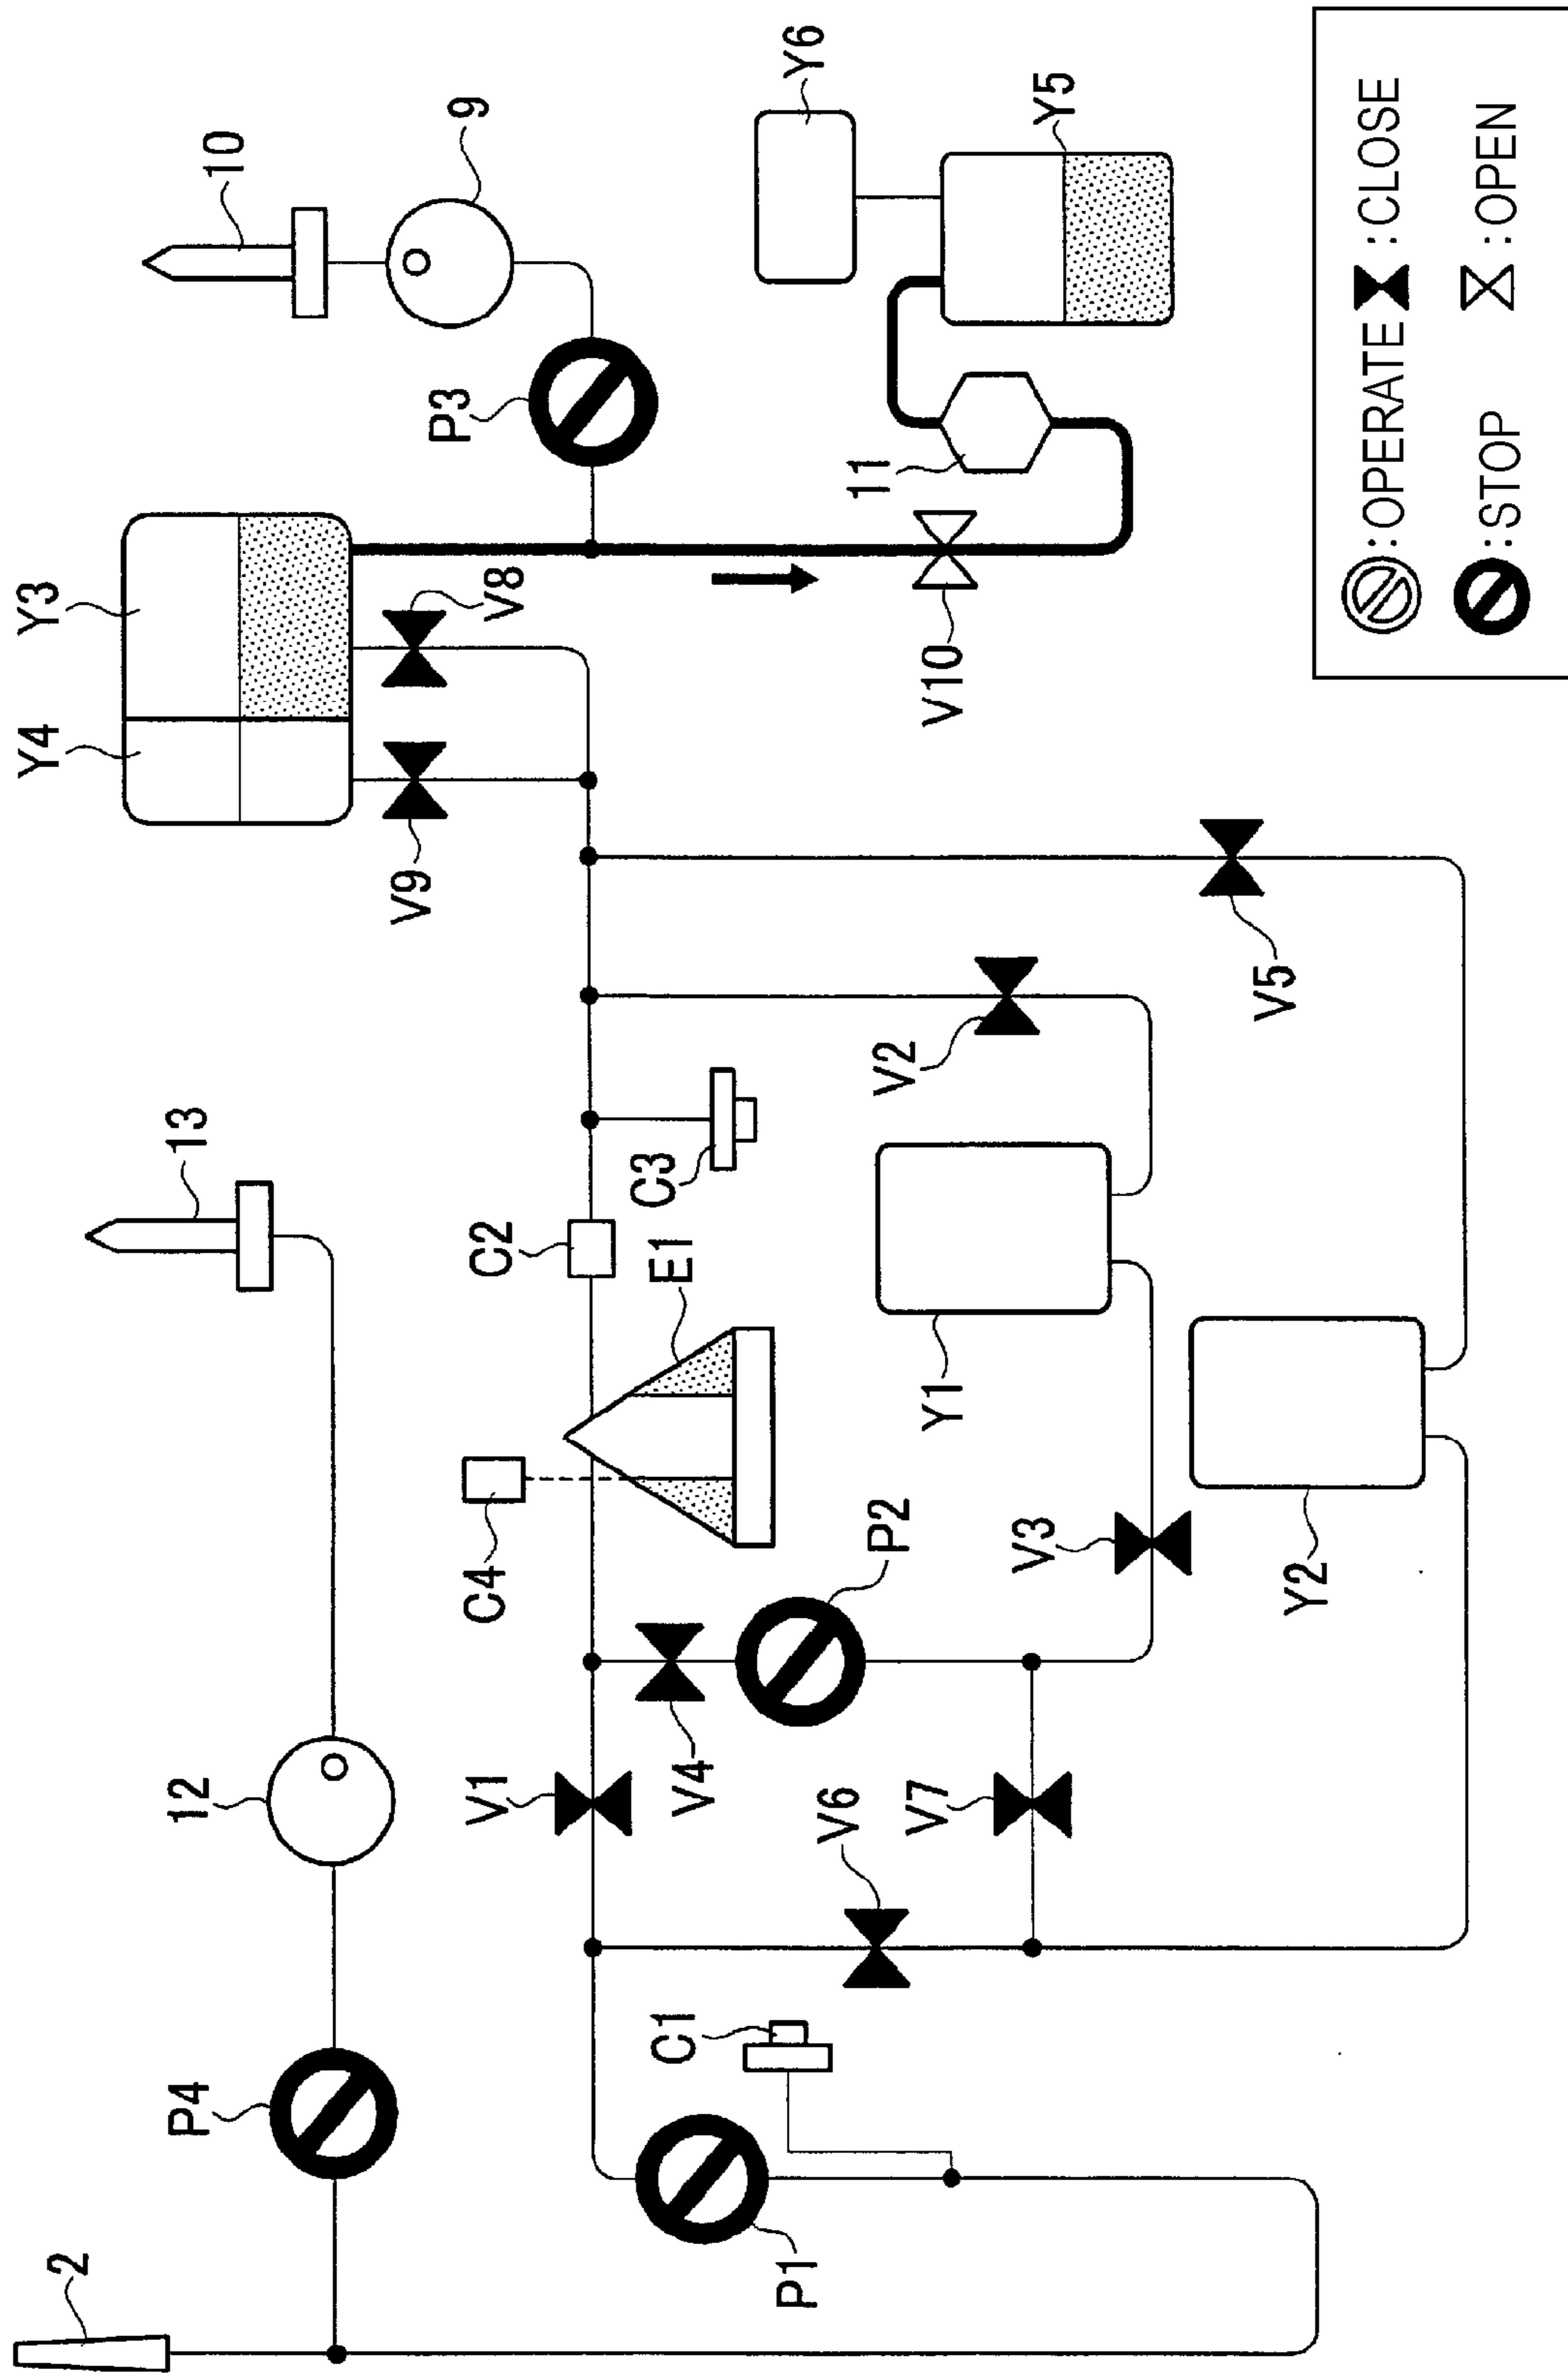 2
P4
12
13
Y4
Y3
10
9
P3
V9
V8
Y6
Y5
11
V10
C4
C2
E1
C3
V1
V4
P2
V2
V5
C1
P1
V6
V7
V3
Y1
Y2
:OPERATE
:CLOSE
:STOP
:OPEN